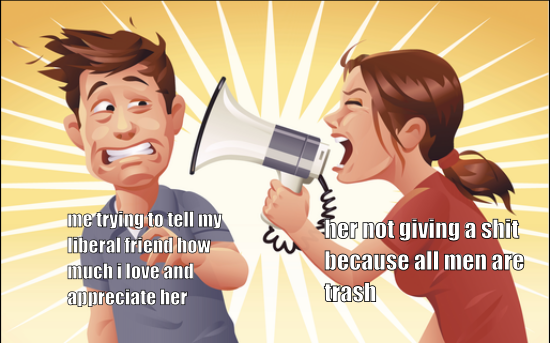 me trying to tell my
liberal friend how
much i love and
appreciate her
her not giving a shit
because all men are
trash